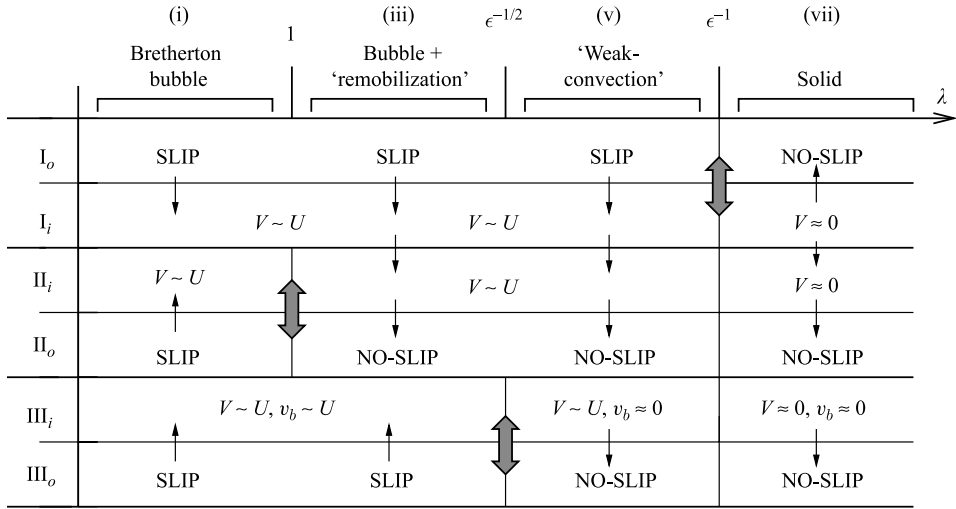 (i) (iii) ϵ^{-1/2} (v) ϵ^{-1} (vii)
1
Bretherton bubble
Bubble + ‘remobilization’
‘Weak-convection’
Solid
λ
I_o SLIP SLIP SLIP NO-SLIP
I_i V ~ U V ~ U V ≈ 0
II_i V ~ U V ~ U V ≈ 0
II_o SLIP NO-SLIP NO-SLIP NO-SLIP
III_i V ~ U, v_b ~ U V ~ U, v_b ≈ 0 V ≈ 0, v_b ≈ 0
III_o SLIP SLIP NO-SLIP NO-SLIP